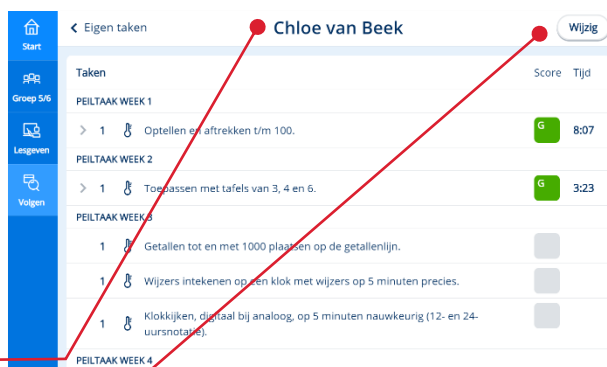 Start
Groep 5/6
Lesgeven
Volgen
Eigen taken
Chloe van Beek
Wijzig
Taken Score Tijd
PEILTAAK WEEK 1
1 Optellen en aftrekken t/m 100. G 8:07
PEILTAAK WEEK 2
1 Toepassen met tafels van 3, 4 en 6. G 3:23
PEILTAAK WEEK 3
1 Getallen tot en met 1000 plaatsen op de getallenlijn.
1 Wijzers intekenen op een klok met wijzers op 5 minuten precies.
1 Klokkijken, digitaal bij analoog, op 5 minuten nauwkeurig (12- en 24-
uursnotatie).
PEILTAAK WEEK 4